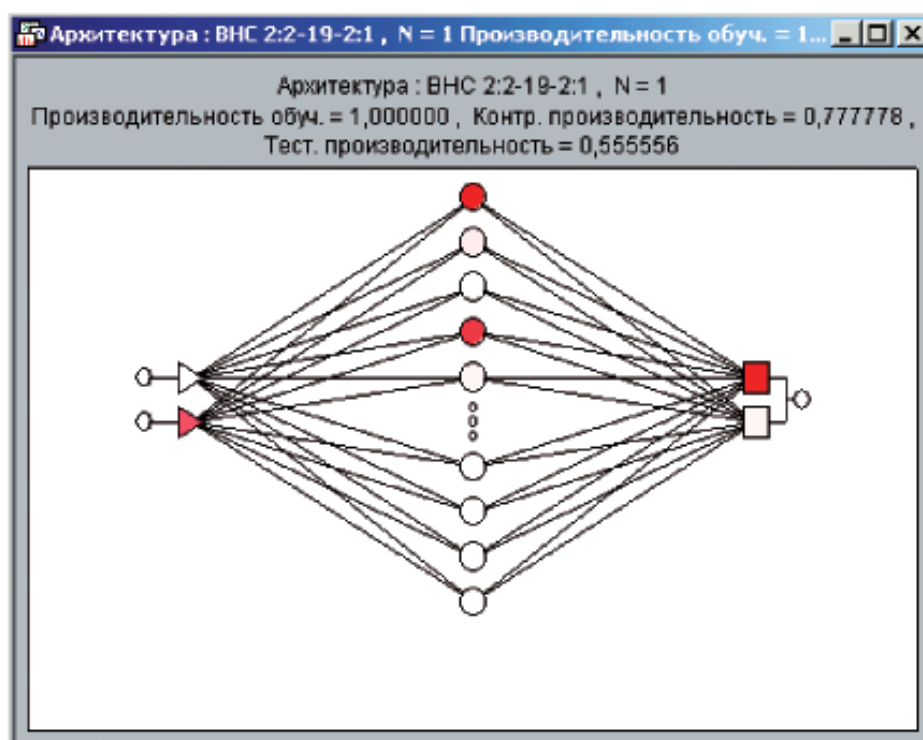 Архитектура : ВНС 2:2-19-2:1 , N = 1 Производительность обуч. = 1...
Архитектура : ВНС 2:2-19-2:1 , N = 1
Производительность обуч. = 1,000000 , Контр. производительность = 0,777778 ,
Тест. производительность = 0,555556